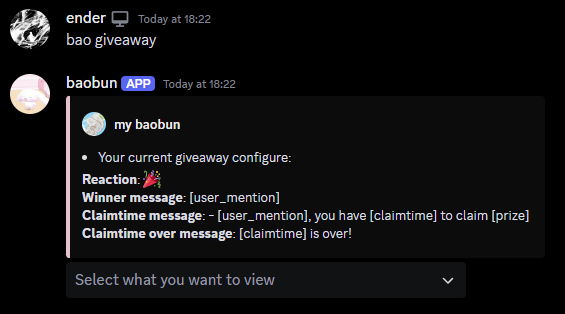 ender Today at 18:22
bao giveaway
baobun APP Today at 18:22
my baobun
• Your current giveaway configure:
Reaction: 🎉
Winner message: [user_mention]
Claimtime message: - [user_mention], you have [claimtime] to claim [prize]
Claimtime over message: [claimtime] is over!
Select what you want to view